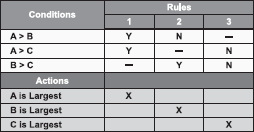 Conditions Rules
1 2 3
A > B Y N —
A > C Y — N
B > C — Y N
Actions
A is Largest X
B is Largest X
C is Largest X